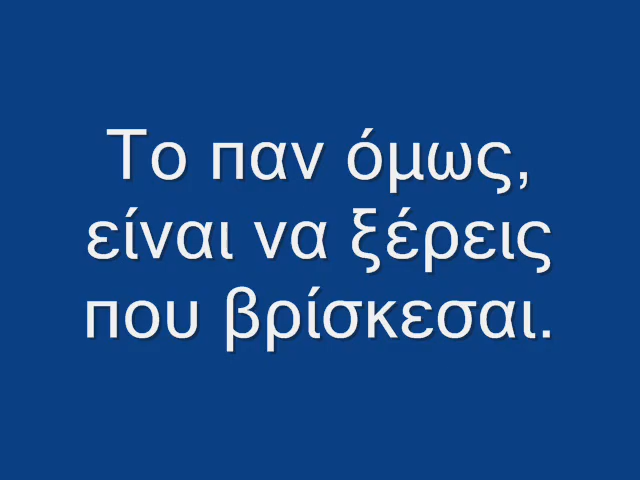 Το παν όμως,
είναι να ξέρεις
που βρίσκεσαι.